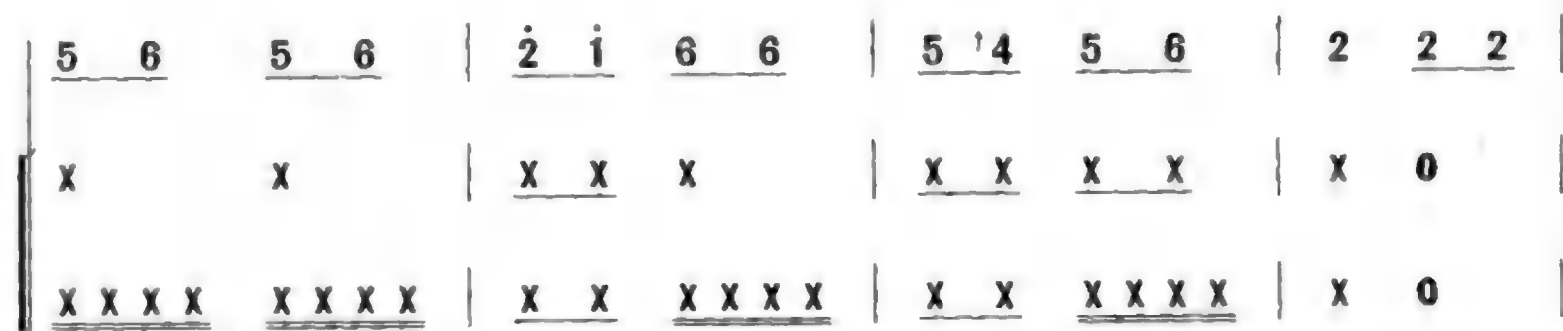 5 6 5 6 | 2̇ 1̇ 6 6 | 5 ↑4 5 6 | 2 2 2 |
X X | X X X | X X X X | X 0 |
X X X X X X X X | X X X X X X | X X X X X X | X 0 |